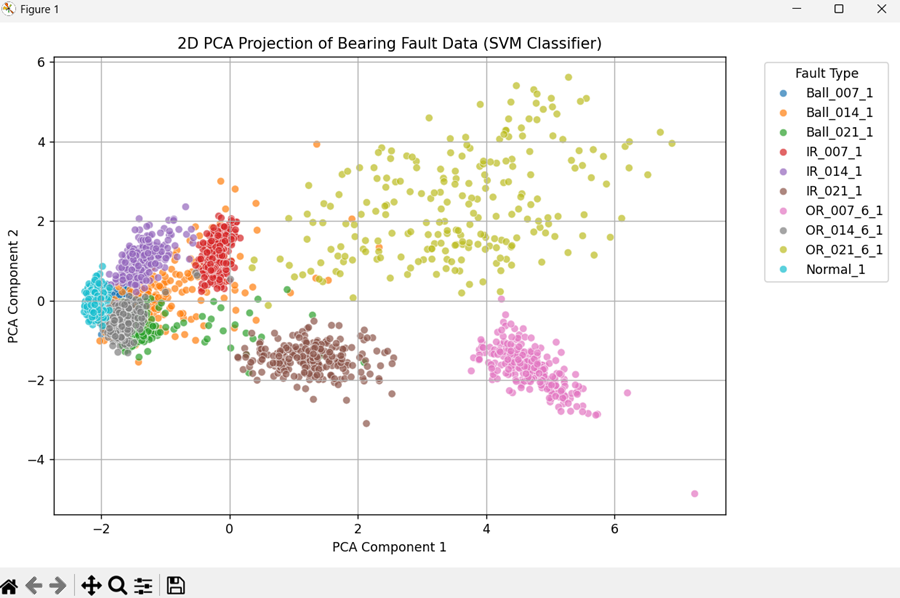 Figure 1
2D PCA Projection of Bearing Fault Data (SVM Classifier)
6
4
2
0
−2
−4
PCA Component 2
−2
0
2
4
6
PCA Component 1
Fault Type
Ball_007_1
Ball_014_1
Ball_021_1
IR_007_1
IR_014_1
IR_021_1
OR_007_6_1
OR_014_6_1
OR_021_6_1
Normal_1